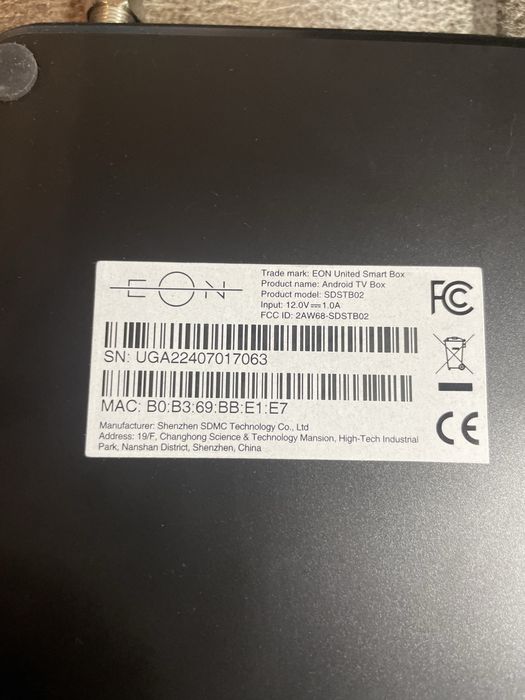 EON
Trade mark: EON United Smart Box
Product name: Android TV Box
Product model: SDSTB02
Input: 12.0V⎓1.0A
FCC ID: 2AW68-SDSTB02
FC
SN: UGA22407017063
MAC: B0:B3:69:BB:E1:E7
Manufacturer: Shenzhen SDMC Technology Co., Ltd
Address: 19/F, Changhong Science & Technology Mansion, High-Tech Industrial
Park, Nanshan District, Shenzhen, China
CE